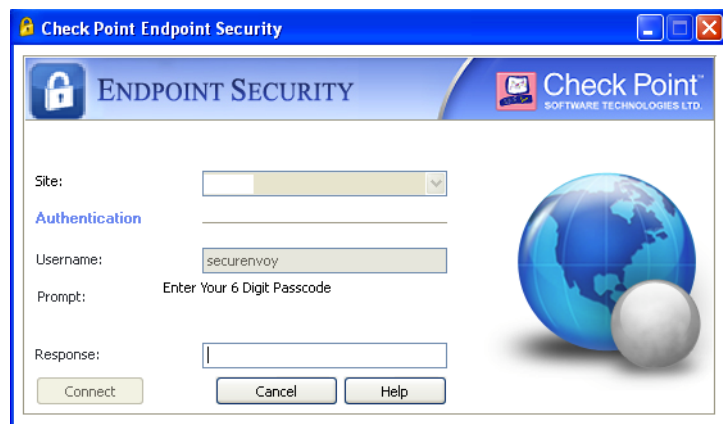 Check Point Endpoint Security
ENDPOINT SECURITY
Check Point™
SOFTWARE TECHNOLOGIES LTD.
Site:
Authentication
Username: securenvoy
Prompt: Enter Your 6 Digit Passcode
Response:
Connect Cancel Help